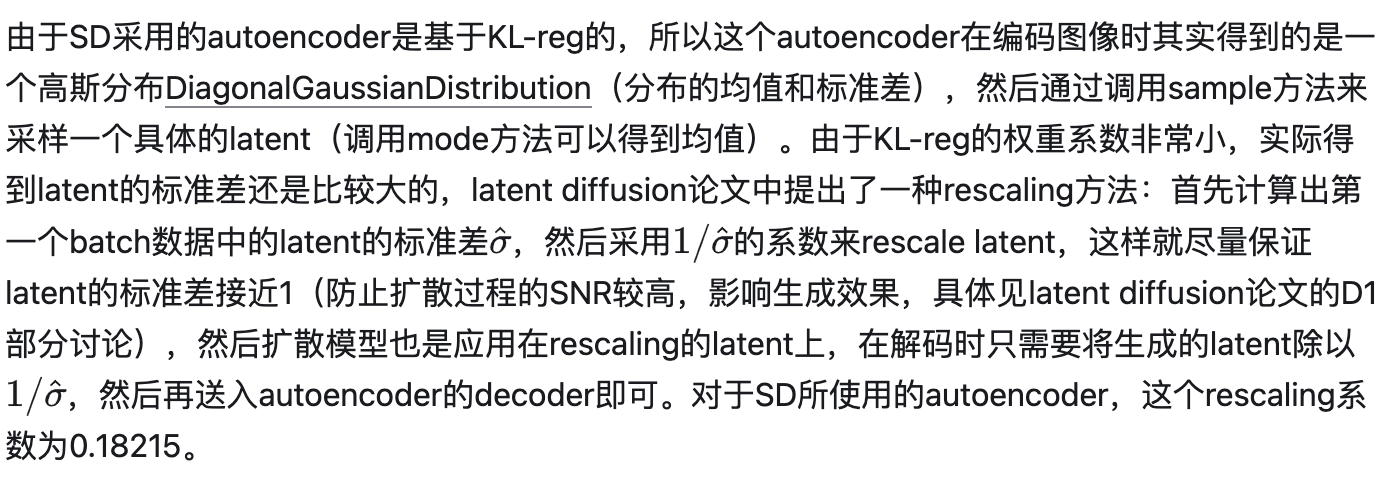 由于SD采用的autoencoder是基于KL-reg的，所以这个autoencoder在编码图像时其实得到的是一
个高斯分布DiagonalGaussianDistribution（分布的均值和标准差），然后通过调用sample方法来
采样一个具体的latent（调用mode方法可以得到均值）。由于KL-reg的权重系数非常小，实际得
到latent的标准差还是比较大的，latent diffusion论文中提出了一种rescaling方法：首先计算出第
一个batch数据中的latent的标准差σ̂，然后采用1/σ̂的系数来rescale latent，这样就尽量保证
latent的标准差接近1（防止扩散过程的SNR较高，影响生成效果，具体见latent diffusion论文的D1
部分讨论），然后扩散模型也是应用在rescaling的latent上，在解码时只需要将生成的latent除以
1/σ̂，然后再送入autoencoder的decoder即可。对于SD所使用的autoencoder，这个rescaling系
数为0.18215。